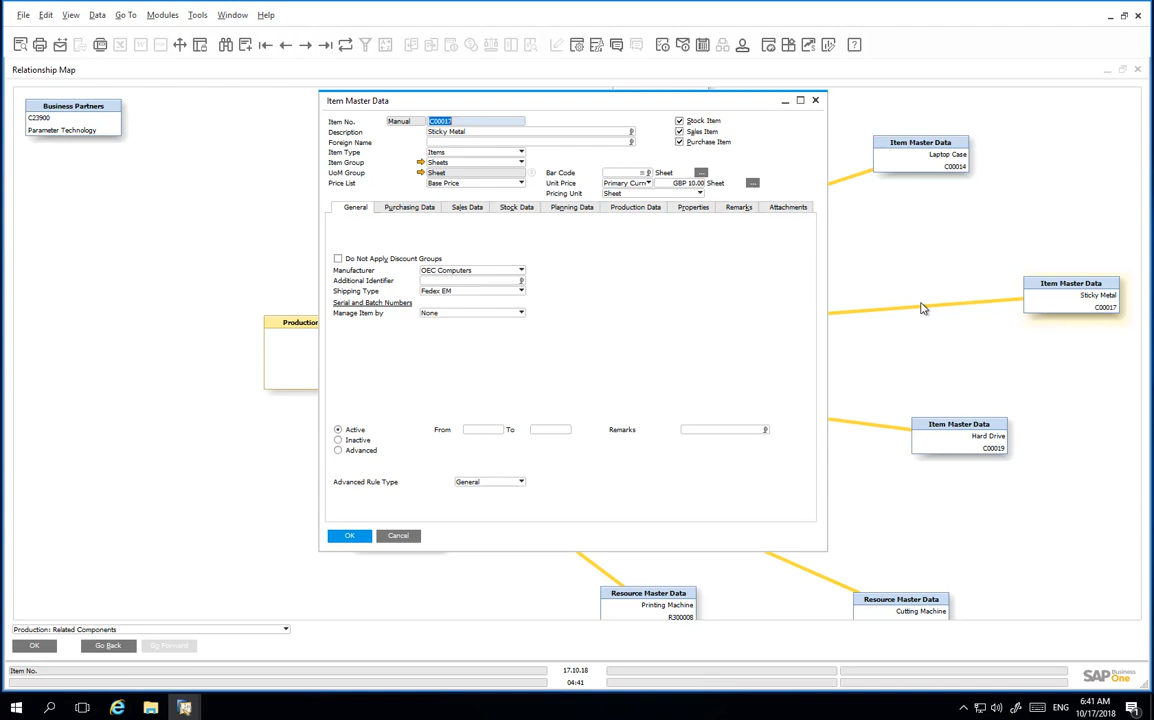 File Edit View Data Go To Modules Tools Window Help
Relationship Map
Business Partners
C23900
Parameter Technology
Item Master Data
Item No. Manual C00017
Description Sticky Metal
Foreign Name
Item Type Items
Item Group Sheets
UoM Group Sheet
Price List Base Price
Stock Item
Sales Item
Purchase Item
Bar Code Sheet ...
Unit Price Primary Curr GBP 10.00 Sheet ...
Pricing Unit Sheet
General Purchasing Data Sales Data Stock Data Planning Data Production Data Properties Remarks Attachments
Do Not Apply Discount Groups
Manufacturer OEC Computers
Additional Identifier
Shipping Type Fedex EM
Serial and Batch Numbers
Manage Item by None
Active From To Remarks
Inactive
Advanced
Advanced Rule Type General
OK Cancel
Item Master Data
Laptop Case
C00014
Item Master Data
Sticky Metal
C00017
Production
Item Master Data
Hard Drive
C00019
Resource Master Data
Printing Machine
R300008
Resource Master Data
Cutting Machine
Production: Related Components
OK Go Back
Item No. 17.10.18
04:41
SAP Business One
ENG 6:41 AM
10/17/2018